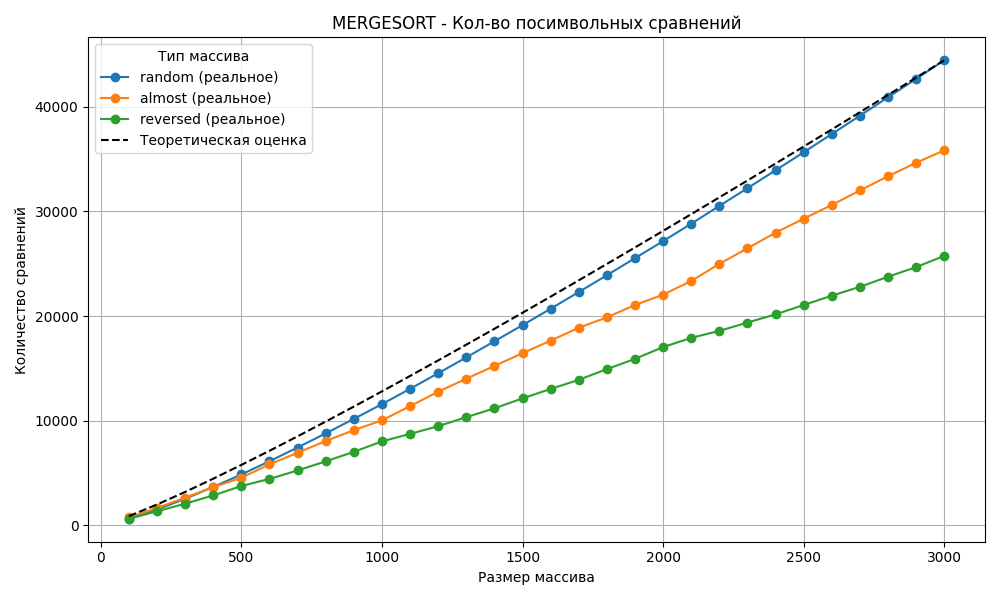 MERGESORT - Кол-во посимвольных сравнений
Тип массива
random (реальное)
almost (реальное)
reversed (реальное)
Теоретическая оценка
Количество сравнений
40000
30000
20000
10000
0
0 500 1000 1500 2000 2500 3000
Размер массива